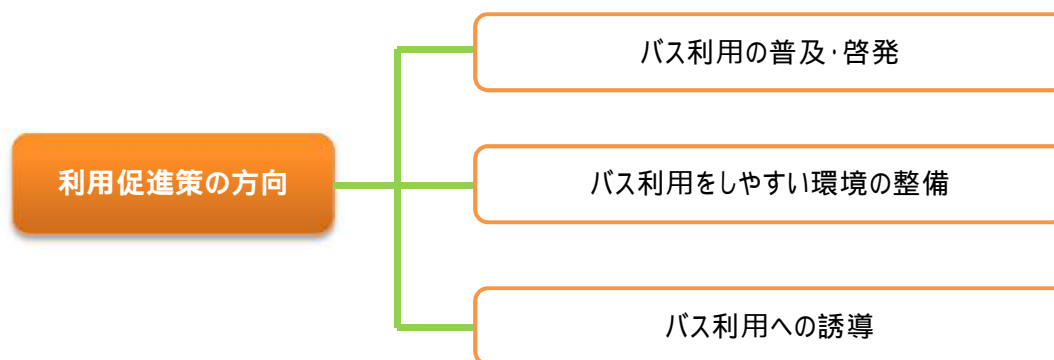 利用促進策の方向
バス利用の普及・啓発
バス利用をしやすい環境の整備
バス利用への誘導